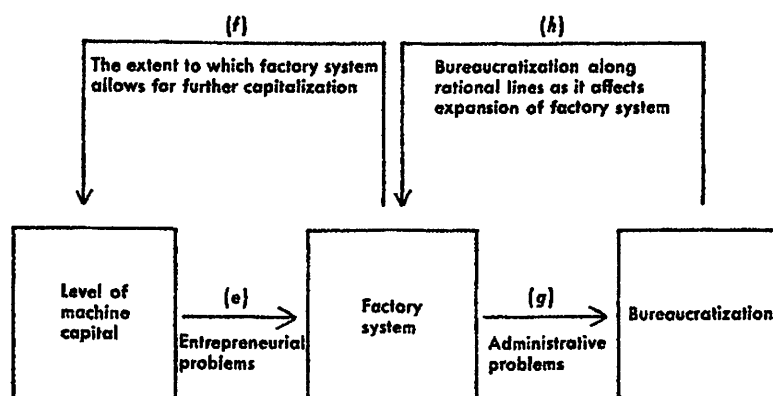 (f)
The extent to which factory system
allows for further capitalization
(h)
Bureaucratization along
rational lines as it affects
expansion of factory system
Level of
machine
capital
(e)
Entrepreneurial
problems
Factory
system
(g)
Administrative
problems
Bureaucratization